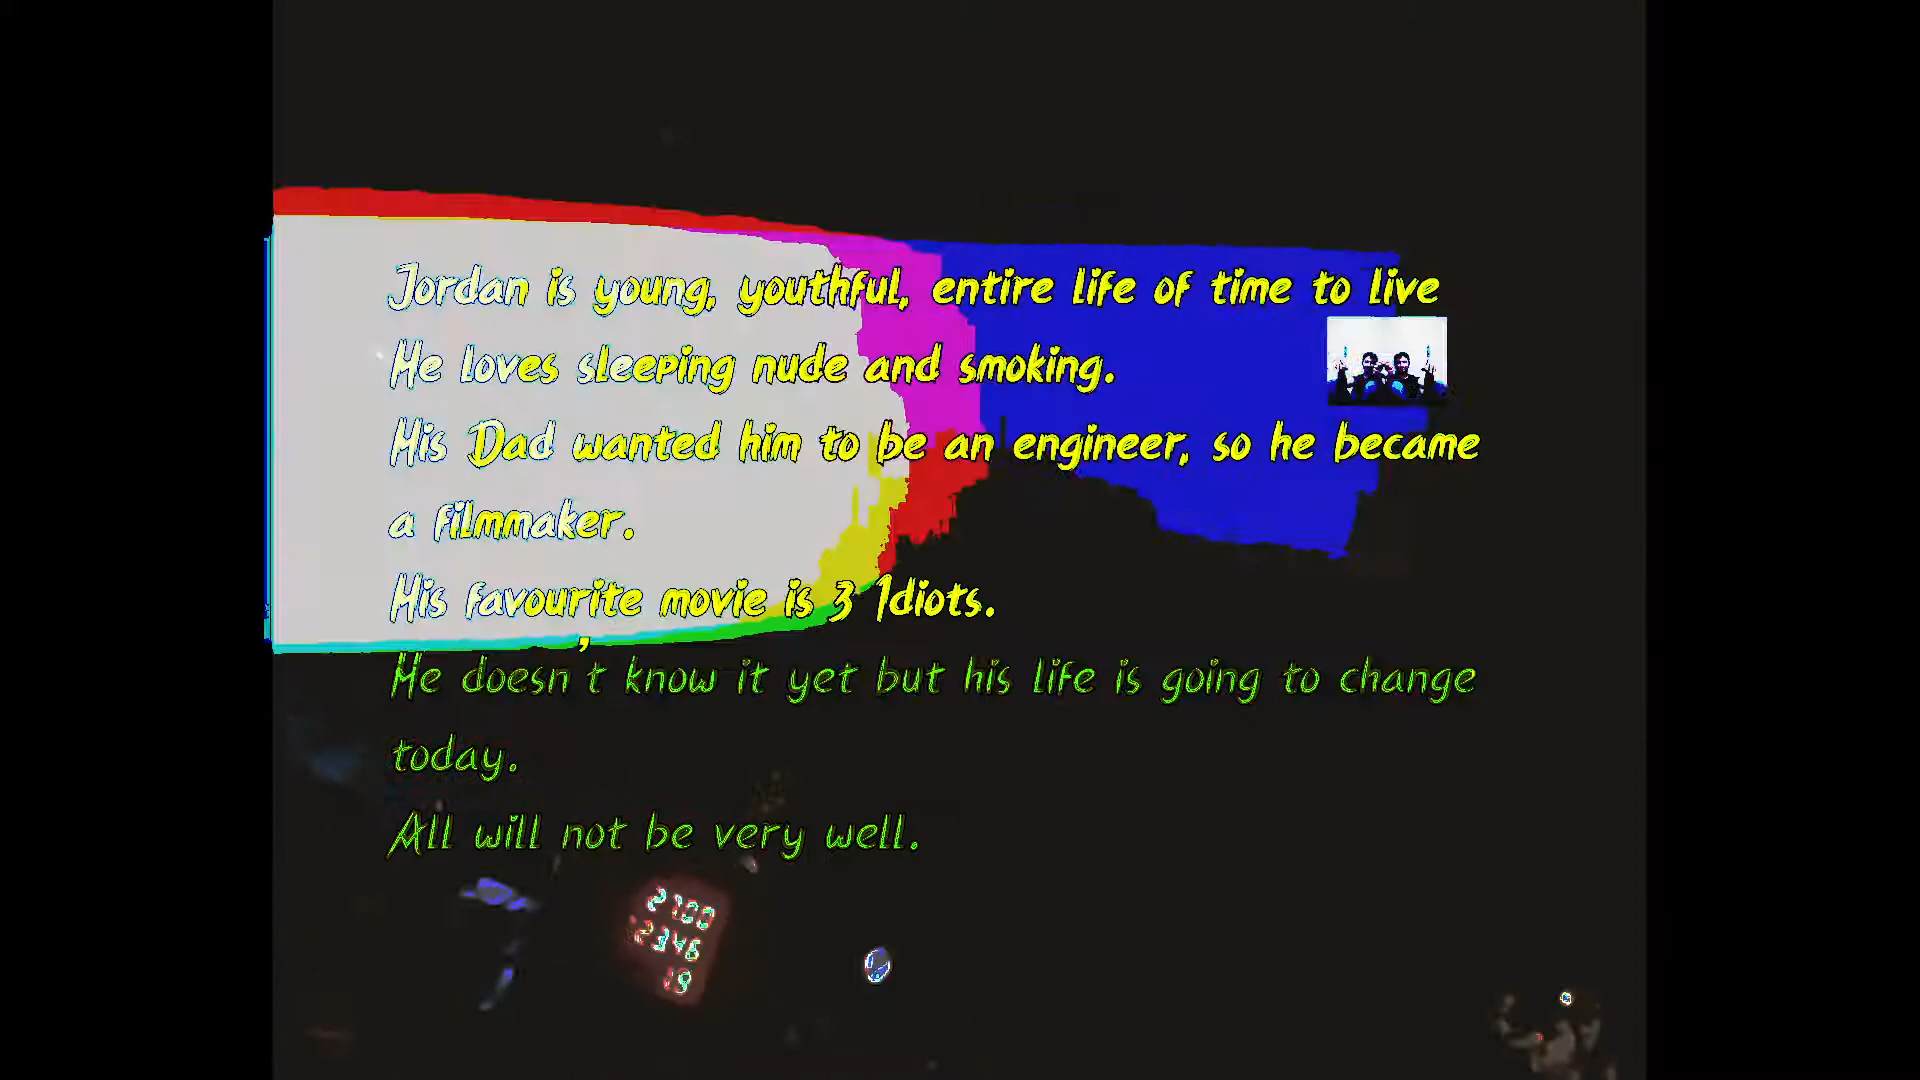 Jordan is young, youthful, entire life of time to live
He loves sleeping nude and smoking.
His Dad wanted him to be an engineer, so he became
a filmmaker.
His favourite movie is 3 Idiots.
He doesn't know it yet but his life is going to change
today.
All will not be very well.